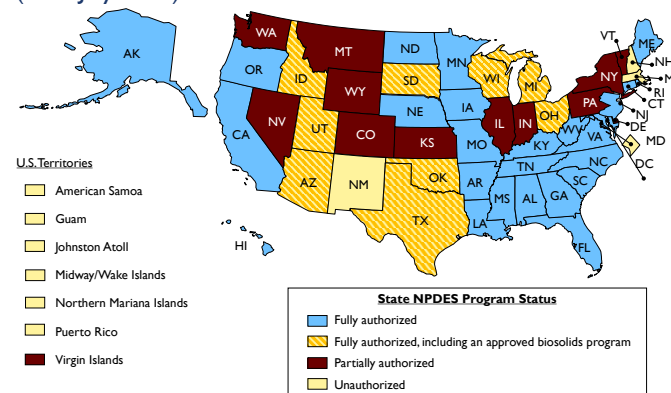 AK
WA
OR
CA
NV
ID
MT
WY
UT
CO
AZ
NM
ND
SD
NE
KS
OK
TX
MN
IA
MO
AR
LA
WI
IL
IN
MI
OH
KY
TN
MS
AL
GA
FL
SC
NC
VA
WV
PA
NY
VT
ME
NH
M
RI
CT
NJ
DE
MD
DC
HI
U.S. Territories
American Samoa
Guam
Johnston Atoll
Midway/Wake Islands
Northern Mariana Islands
Puerto Rico
Virgin Islands
State NPDES Program Status
Fully authorized
Fully authorized, including an approved biosolids program
Partially authorized
Unauthorized